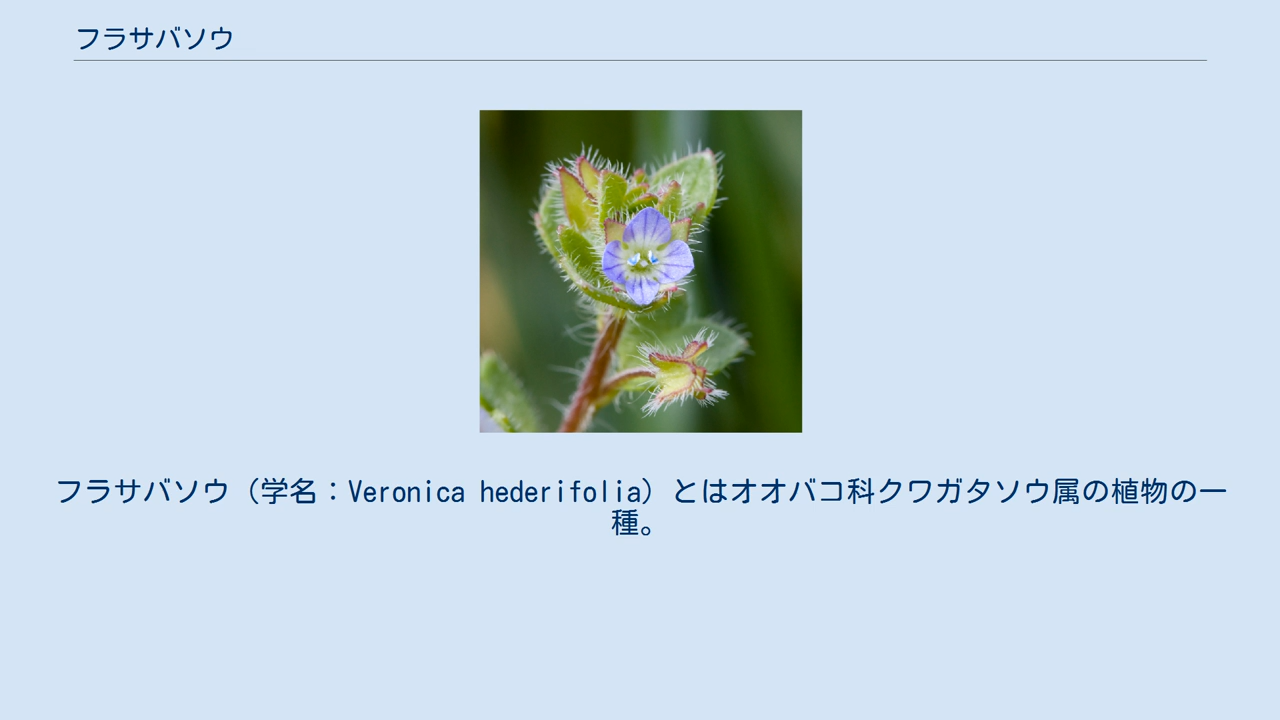 フラサバソウ
フラサバソウ（学名：Veronica hederifolia）とはオオバコ科クワガタソウ属の植物の一
種。